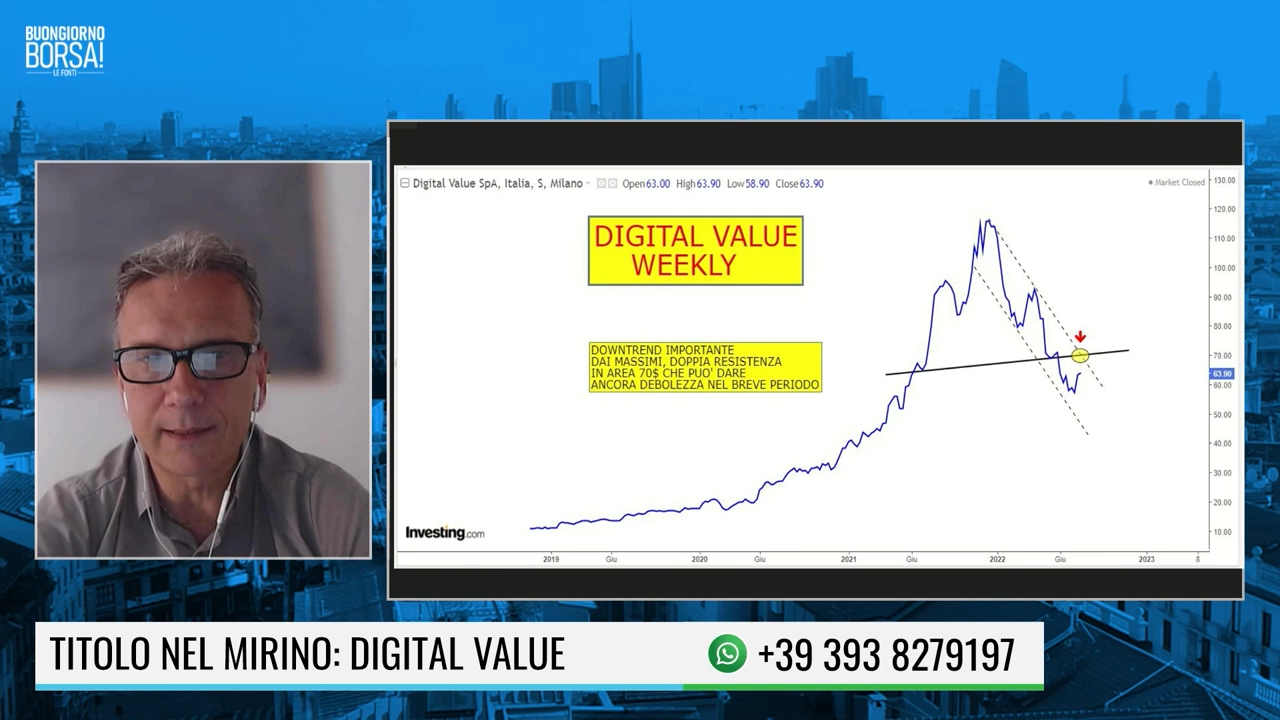 BUONGIORNO
BORSA!
LE FONTI
Digital Value SpA, Italia, S, Milano Open 63.00 High 63.90 Low 58.90 Close 63.90
Market Closed
DIGITAL VALUE
WEEKLY
DOWNTREND IMPORTANTE
DAI MASSIMI, DOPPIA RESISTENZA
IN AREA 70$ CHE PUO' DARE
ANCORA DEBOLEZZA NEL BREVE PERIODO
130.00
120.00
110.00
100.00
90.00
80.00
70.00
63.90
60.00
50.00
40.00
30.00
20.00
10.00
Investing.com
2019 Giu 2020 Giu 2021 Giu 2022 Giu 2023 8
TITOLO NEL MIRINO: DIGITAL VALUE
+39 393 8279197